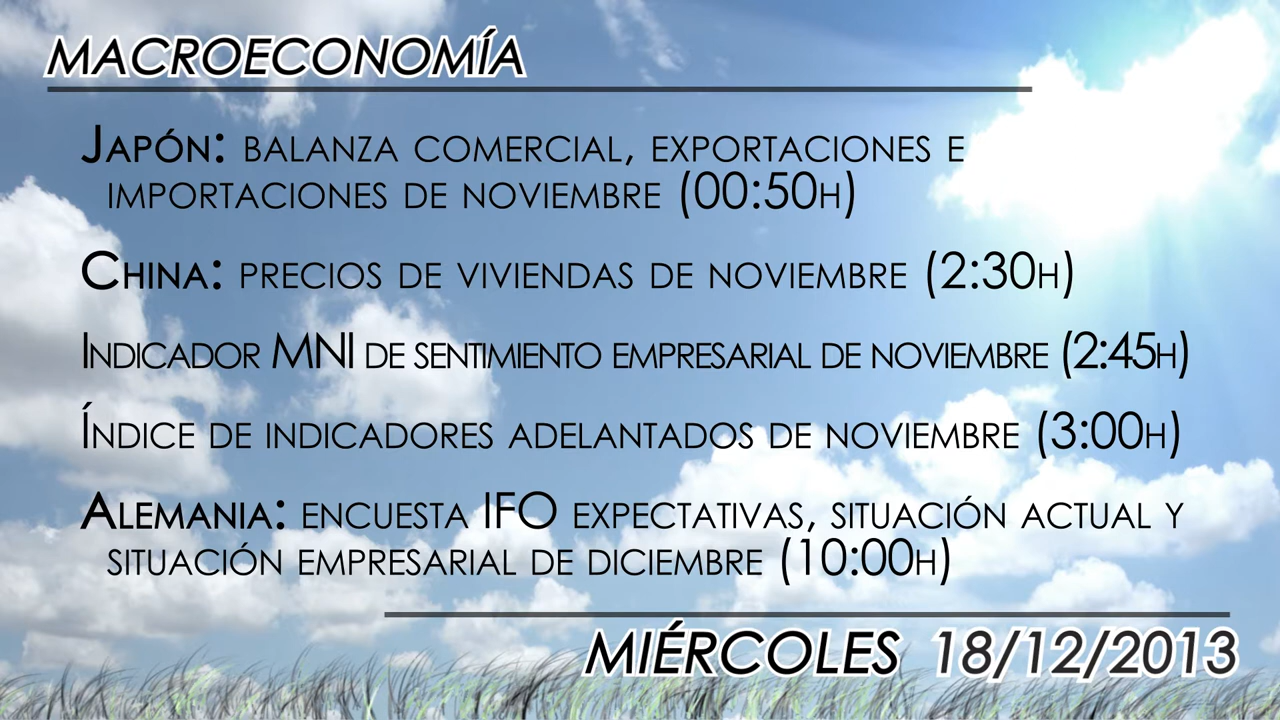 MACROECONOMÍA
JAPÓN: BALANZA COMERCIAL, EXPORTACIONES E
IMPORTACIONES DE NOVIEMBRE (00:50H)
CHINA: PRECIOS DE VIVIENDAS DE NOVIEMBRE (2:30H)
INDICADOR MNI DE SENTIMIENTO EMPRESARIAL DE NOVIEMBRE (2:45H)
ÍNDICE DE INDICADORES ADELANTADOS DE NOVIEMBRE (3:00H)
ALEMANIA: ENCUESTA IFO EXPECTATIVAS, SITUACIÓN ACTUAL Y
SITUACIÓN EMPRESARIAL DE DICIEMBRE (10:00H)
MIÉRCOLES 18/12/2013